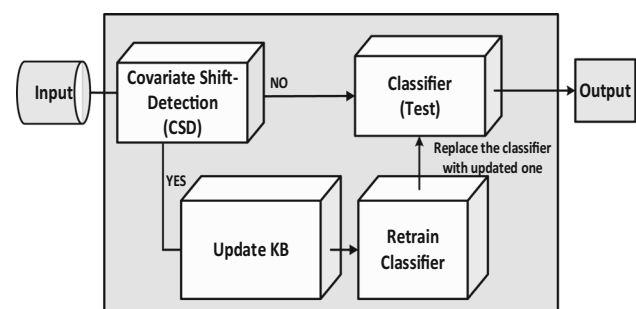 Input
Covariate Shift-
Detection
(CSD)
NO
Classifier
(Test)
Output
Replace the classifier
with updated one
YES
Update KB
Retrain
Classifier